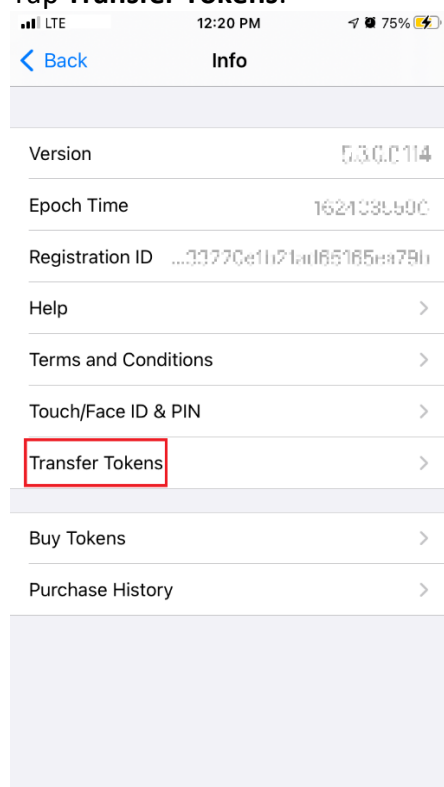 Tap Transfer Tokens.
LTE 12:20 PM 75%
Back Info
Version
Epoch Time
Registration ID
Help
Terms and Conditions
Touch/Face ID & PIN
Transfer Tokens
Buy Tokens
Purchase History